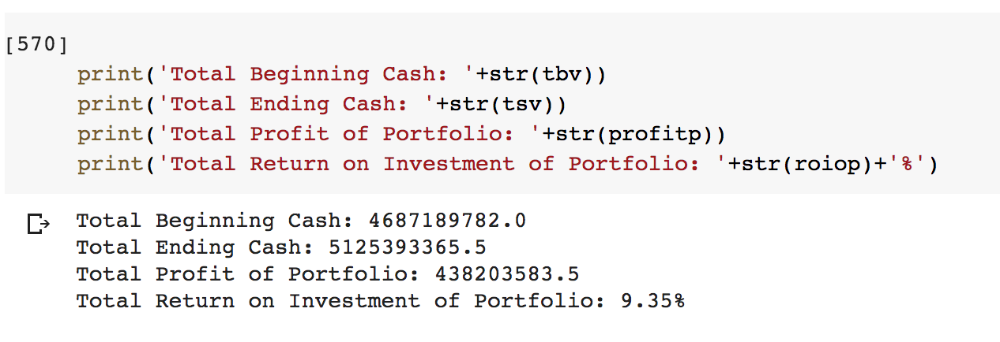 [570]
print('Total Beginning Cash: '+str(tbv))
print('Total Ending Cash: '+str(tsv))
print('Total Profit of Portfolio: '+str(profitp))
print('Total Return on Investment of Portfolio: '+str(roiop)+'%')
Total Beginning Cash: 4687189782.0
Total Ending Cash: 5125393365.5
Total Profit of Portfolio: 438203583.5
Total Return on Investment of Portfolio: 9.35%